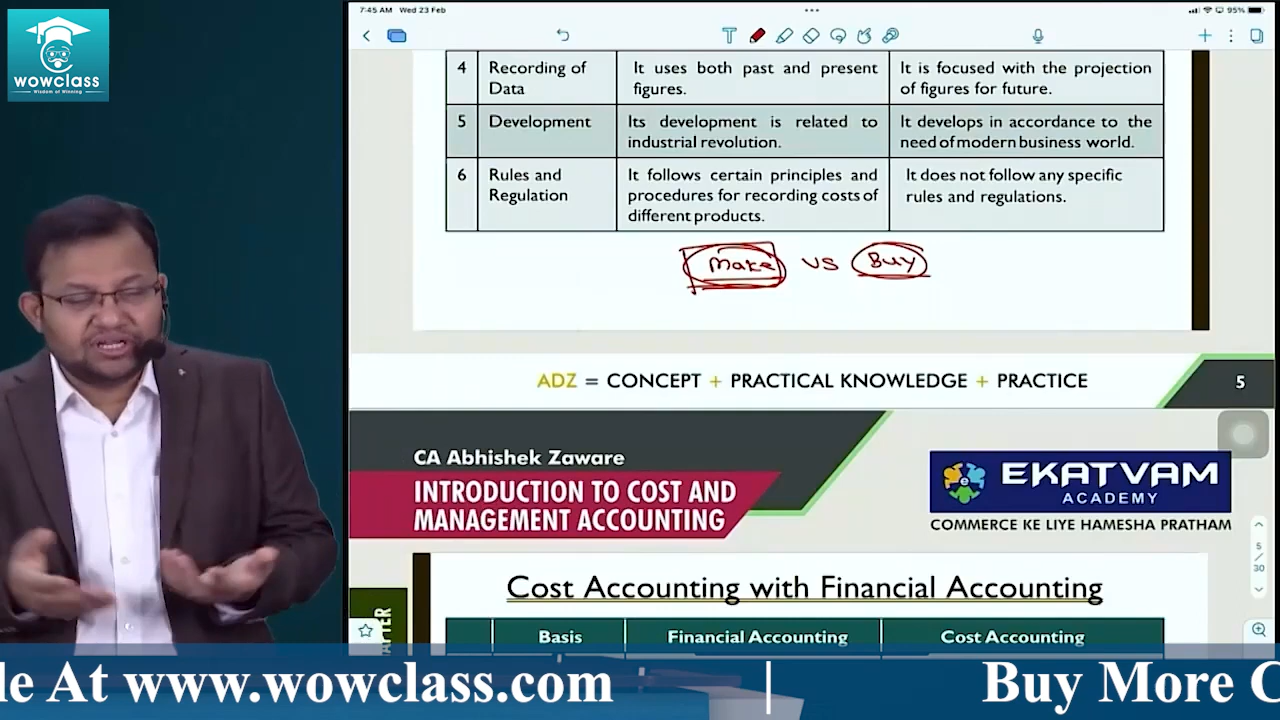 7:45 AM Wed 23 Feb
95%
wowclass
Wisdom of Winning
4 Recording of Data It uses both past and present figures. It is focused with the projection of figures for future.
5 Development Its development is related to industrial revolution. It develops in accordance to the need of modern business world.
6 Rules and Regulation It follows certain principles and procedures for recording costs of different products. It does not follow any specific rules and regulations.
Make vs Buy
ADZ = CONCEPT + PRACTICAL KNOWLEDGE + PRACTICE
5
CA Abhishek Zaware
INTRODUCTION TO COST AND
MANAGEMENT ACCOUNTING
EKATVAM
ACADEMY
COMMERCE KE LIYE HAMESHA PRATHAM
5
/
30
Cost Accounting with Financial Accounting
Basis Financial Accounting Cost Accounting
le At www.wowclass.com | Buy More C